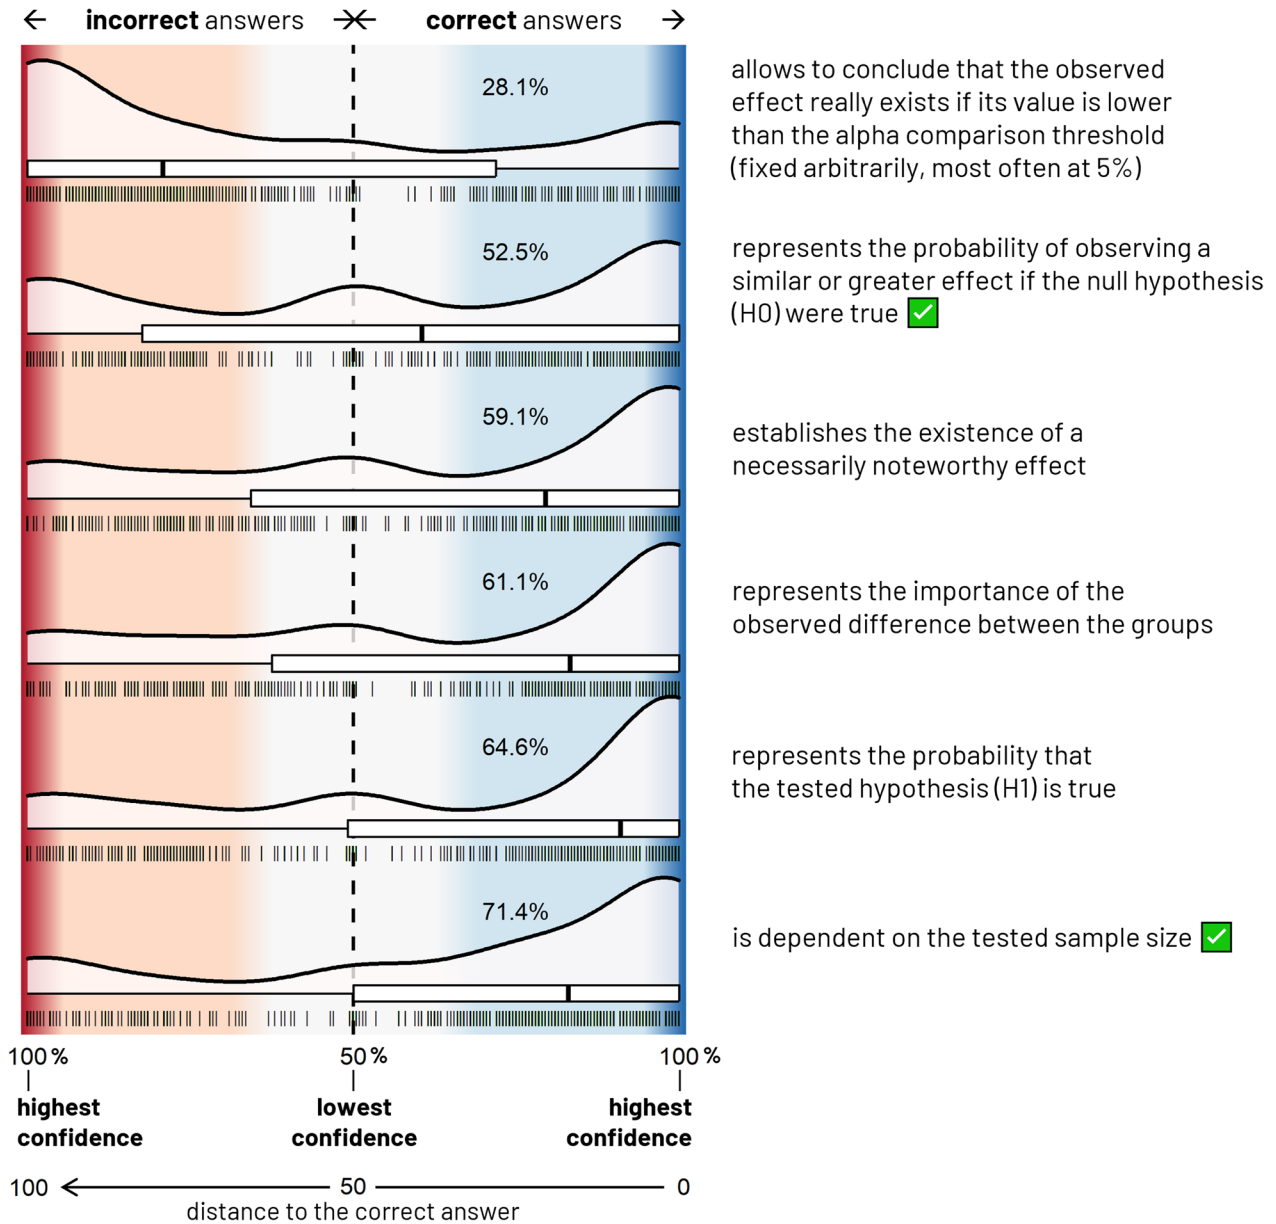 ← incorrect answers →← correct answers →
28.1%
allows to conclude that the observed
effect really exists if its value is lower
than the alpha comparison threshold
(fixed arbitrarily, most often at 5%)
52.5%
represents the probability of observing a
similar or greater effect if the null hypothesis
(H0) were true ✅
59.1%
establishes the existence of a
necessarily noteworthy effect
61.1%
represents the importance of the
observed difference between the groups
64.6%
represents the probability that
the tested hypothesis (H1) is true
71.4%
is dependent on the tested sample size ✅
100 % 50 % 100 %
highest lowest highest
confidence confidence confidence
100 50 0
distance to the correct answer